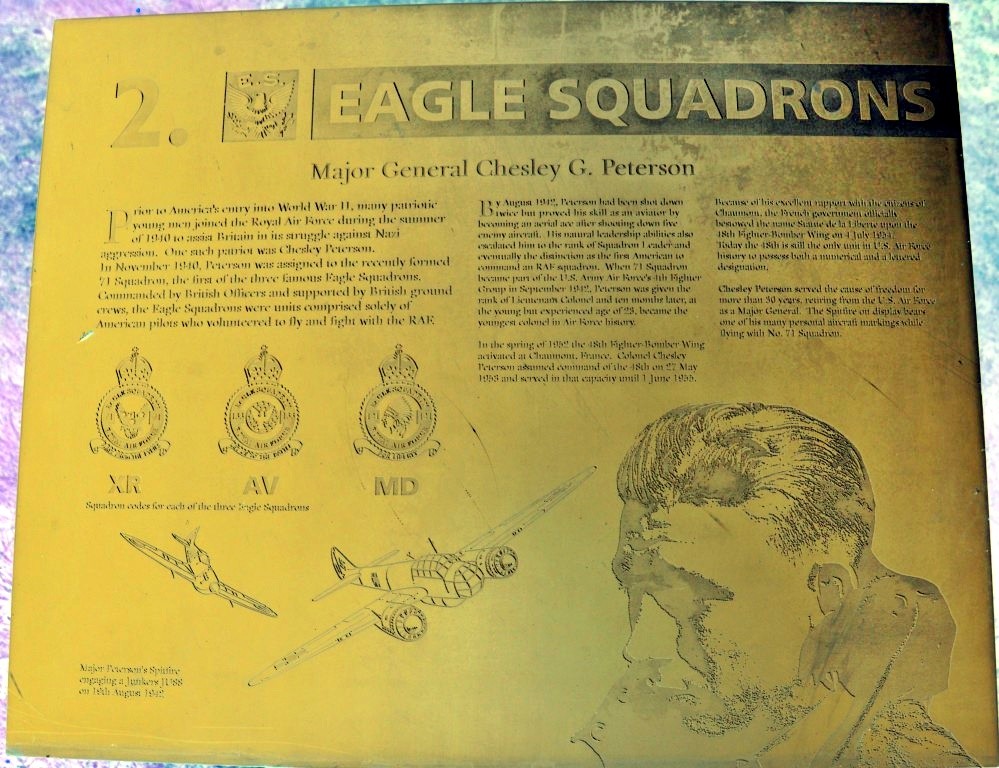 2.
E.S.
EAGLE SQUADRONS
Major General Chesley G. Peterson
Prior to America's entry into World War II, many patriotic
young men joined the Royal Air Force during the summer
of 1940 to assist Britain in its struggle against Nazi
aggression. One such patriot was Chesley Peterson.
In November 1940, Peterson was assigned to the recently formed
71 Squadron, the first of the three famous Eagle Squadrons.
Commanded by British Officers and supported by British ground
crews, the Eagle Squadrons were units comprised solely of
American pilots who volunteered to fly and fight with the RAF.
By August 1942, Peterson had been shot down
twice but proved his skill as an aviator by
becoming an aerial ace after shooting down five
enemy aircraft. His natural leadership abilities also
escalated him to the rank of Squadron Leader and
eventually the distinction as the first American to
command an RAF squadron. When 71 Squadron
became part of the U.S. Army Air Force's 4th Fighter
Group in September 1942, Peterson was given the
rank of Lieutenant Colonel and ten months later, at
the young but experienced age of 23, became the
youngest colonel in Air Force history.
In the spring of 1952 the 48th Fighter-Bomber Wing
activated at Chaumont, France. Colonel Chesley
Peterson assumed command of the 48th on 27 May
1953 and served in that capacity until 1 June 1955.
Because of his excellent rapport with the citizens of
Chaumont, the French government officially
bestowed the name Statue de la Liberte upon the
48th Fighter-Bomber Wing on 4 July 1954.
Today the 48th is still the only unit in U.S. Air Force
history to possess both a numerical and a lettered
designation.
Chesley Peterson served the cause of freedom for
more than 30 years, retiring from the U.S. Air Force
as a Major General. The Spitfire on display bears
one of his many personal aircraft markings while
flying with No. 71 Squadron.
XR AV MD
Squadron codes for each of the three Eagle Squadrons
Major Peterson's Spitfire
engaging a Junkers JU88
on 19th August 1942